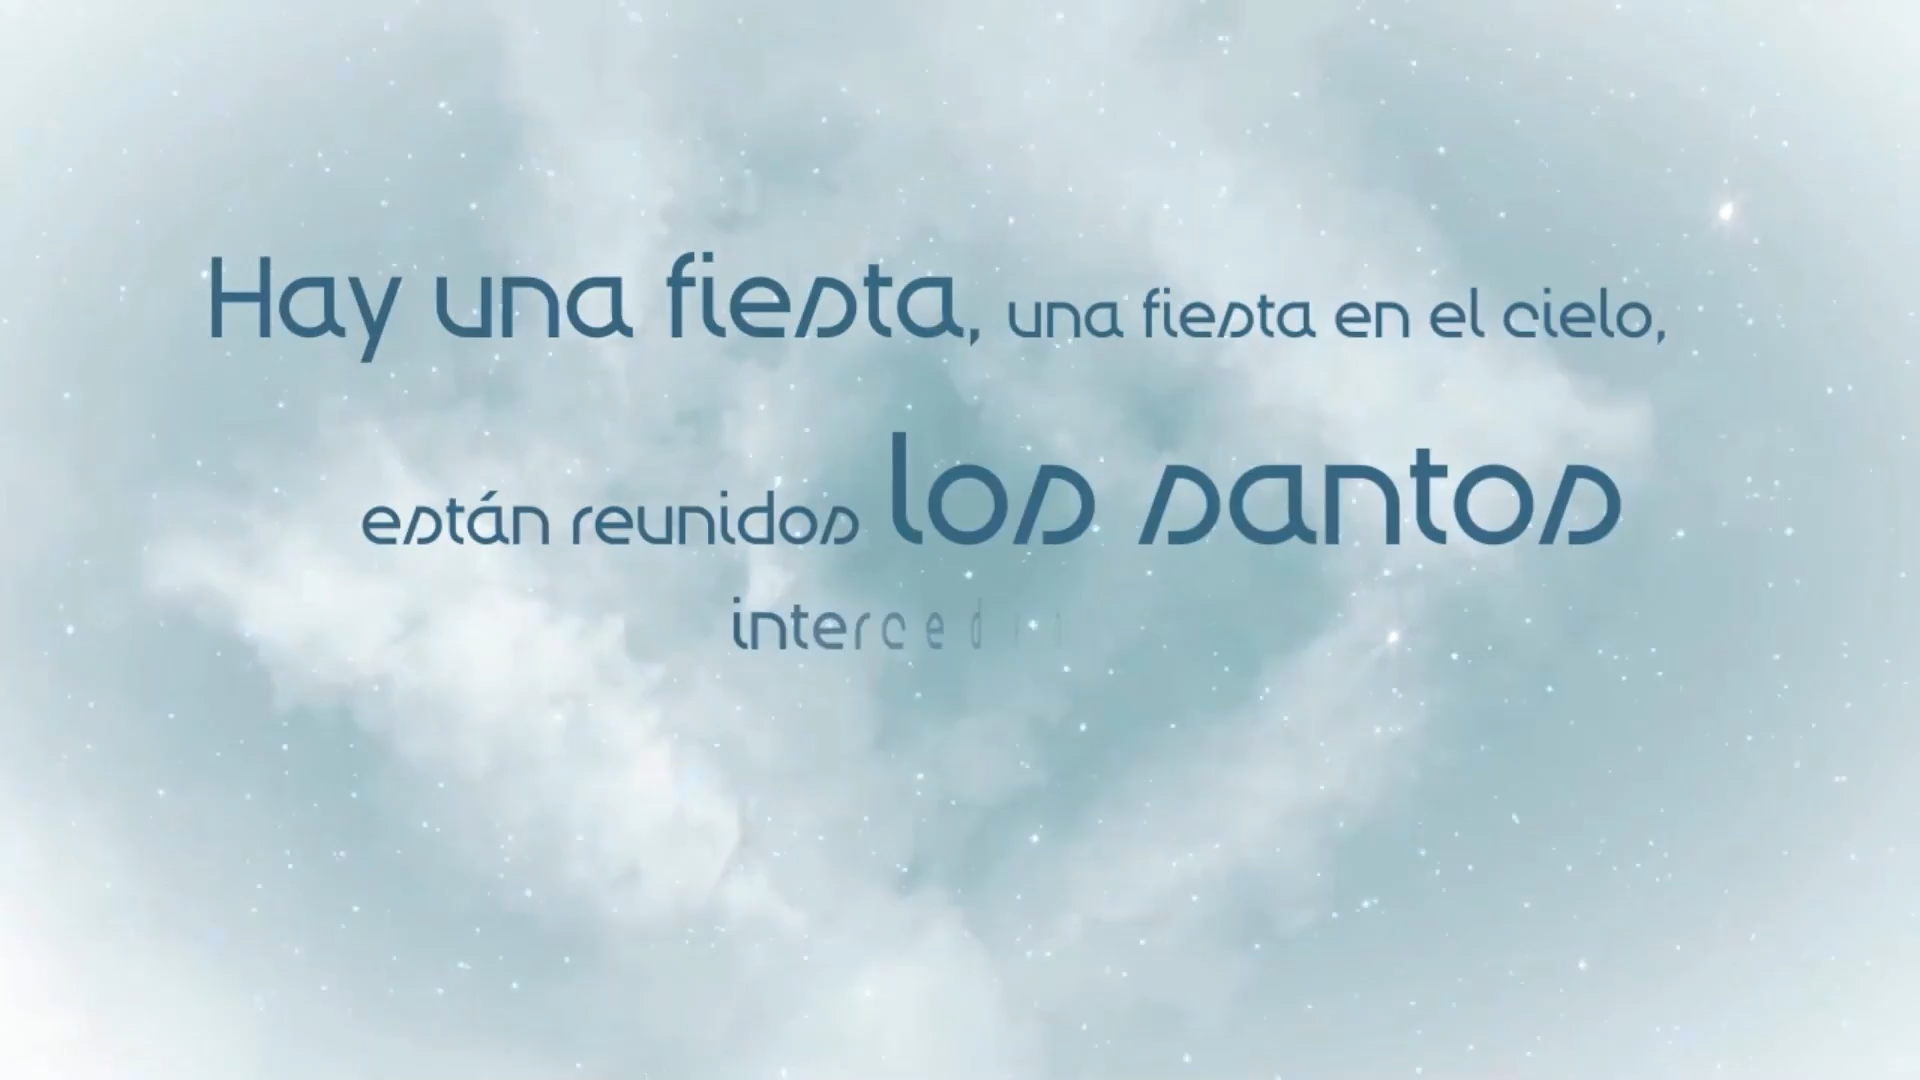 Hay una fiesta, una fiesta en el cielo,
están reunidos los santos